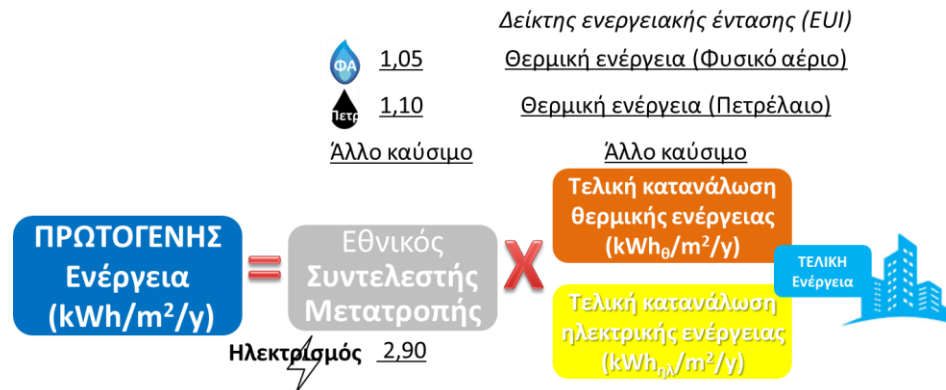 Δείκτης ενεργειακής έντασης (EUI)
ΦΑ 1,05 Θερμική ενέργεια (Φυσικό αέριο)
Πετρ 1,10 Θερμική ενέργεια (Πετρέλαιο)
Άλλο καύσιμο Άλλο καύσιμο
ΠΡΩΤΟΓΕΝΗΣ
Ενέργεια
(kWh/m²/y)
=
Εθνικός
Συντελεστής
Μετατροπής
X
Τελική κατανάλωση
θερμικής ενέργειας
(kWhθ/m²/y)
Τελική κατανάλωση
ηλεκτρικής ενέργειας
(kWhηλ/m²/y)
ΤΕΛΙΚΗ
Ενέργεια
Ηλεκτρισμός 2,90